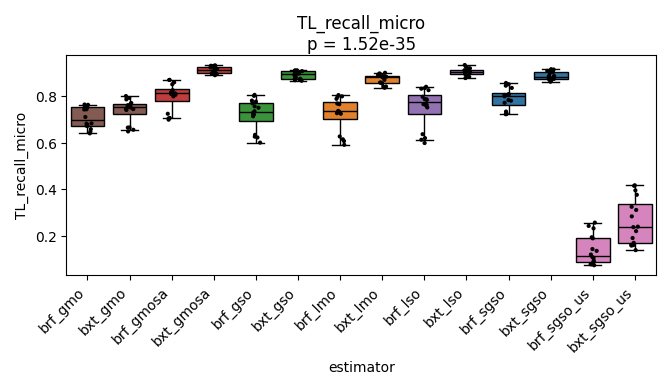 TL_recall_micro
p = 1.52e-35
TL_recall_micro
0.8
0.6
0.4
0.2
brf_gmo
bxt_gmo
brf_gmosa
bxt_gmosa
brf_gso
bxt_gso
brf_lmo
bxt_lmo
brf_lso
bxt_lso
brf_sgso
bxt_sgso
brf_sgso_us
bxt_sgso_us
estimator